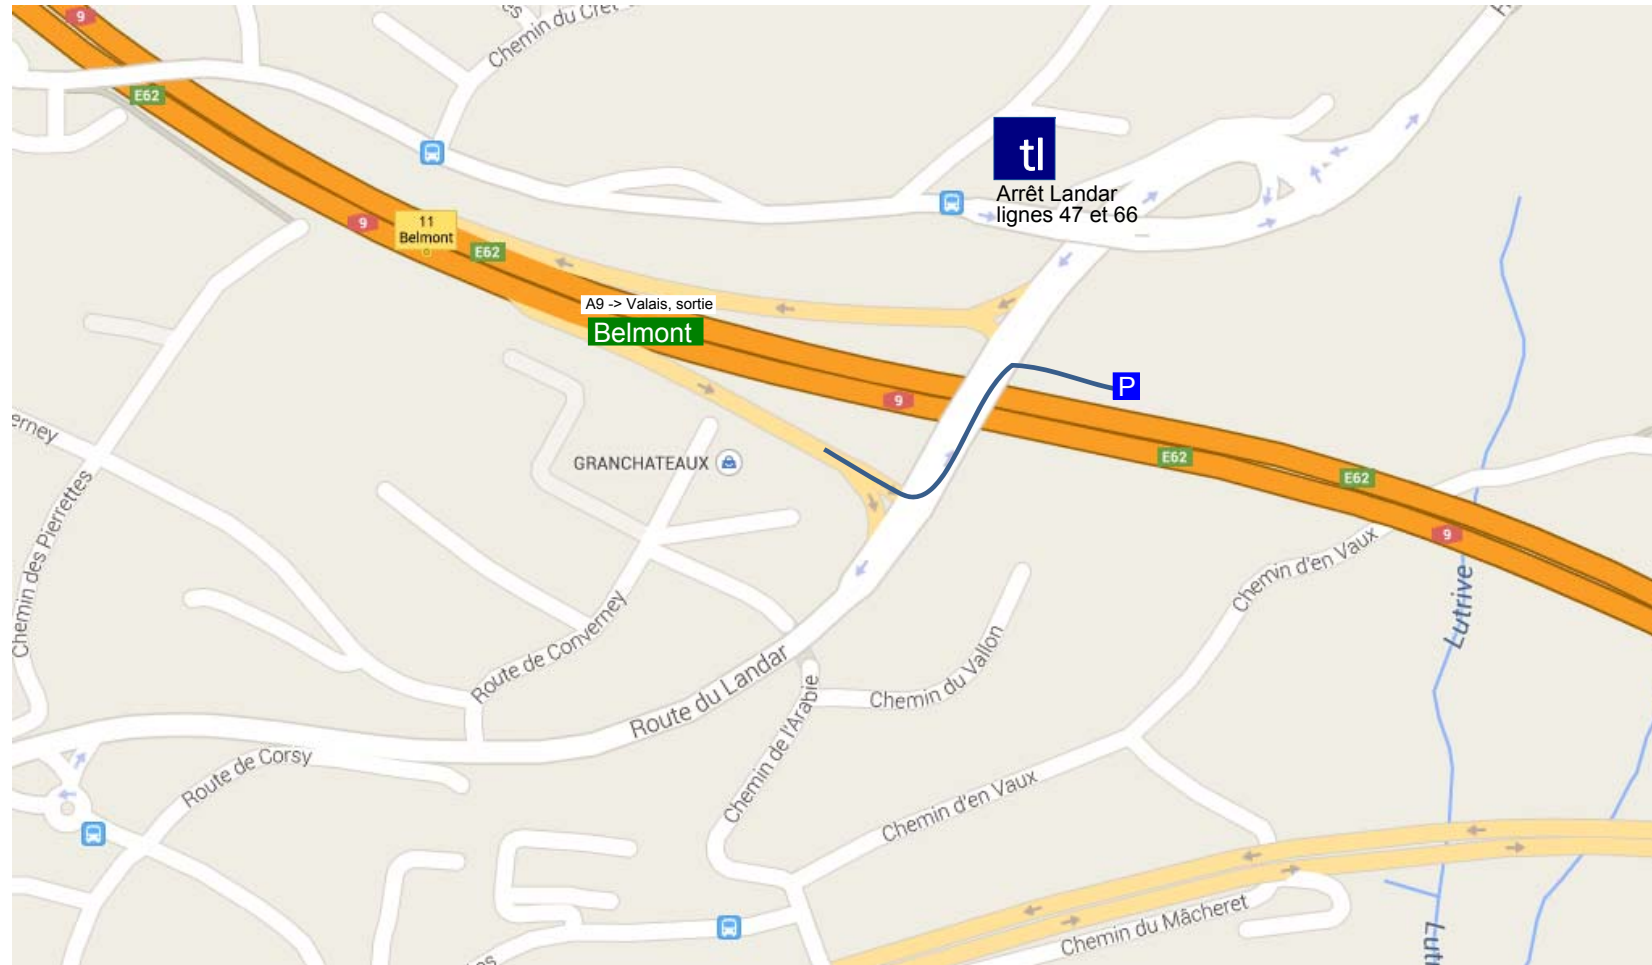 9
Chemin du Crêt
E62
tl
Arrêt Landar
lignes 47 et 66
9
11
Belmont
E62
A9 -> Valais, sortie
Belmont
P
9
E62
E62
9
GRANCHATEAUX
Chemin des Pierrettes
Route de Converney
Chemin d'en Vaux
Lutrive
Chemin du Vallon
Route du Landar
Chemin de l'Arabie
Route de Corsy
Chemin d'en Vaux
Chemin du Mâcheret